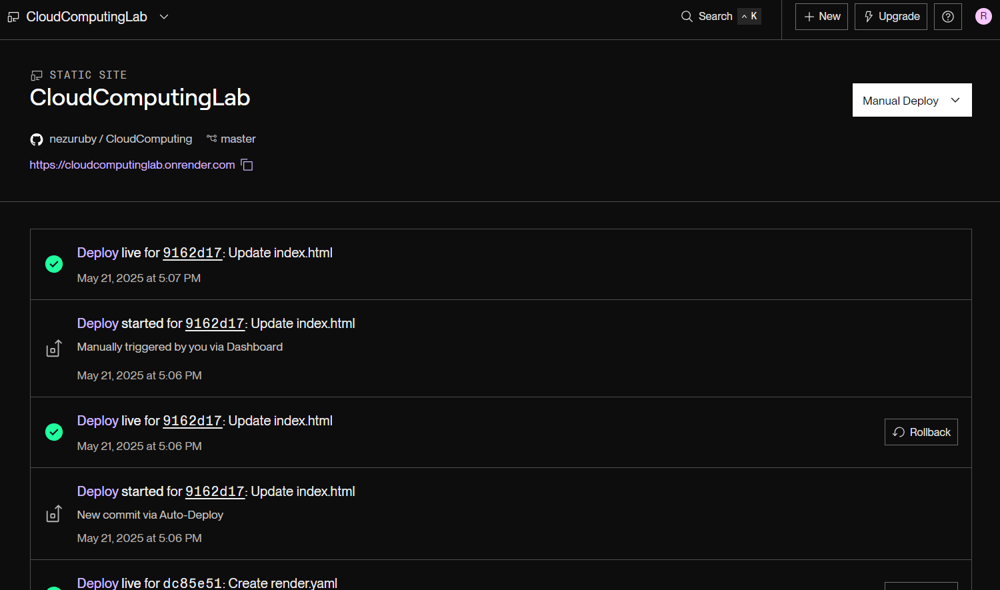 CloudComputingLab
Search ^ K
New
Upgrade
R
STATIC SITE
CloudComputingLab
Manual Deploy
nezuruby / CloudComputing master
https://cloudcomputinglab.onrender.com
Deploy live for 9162d17: Update index.html
May 21, 2025 at 5:07 PM
Deploy started for 9162d17: Update index.html
Manually triggered by you via Dashboard
May 21, 2025 at 5:06 PM
Deploy live for 9162d17: Update index.html
May 21, 2025 at 5:06 PM
Rollback
Deploy started for 9162d17: Update index.html
New commit via Auto-Deploy
May 21, 2025 at 5:06 PM
Deploy live for dc85e51: Create render.yaml